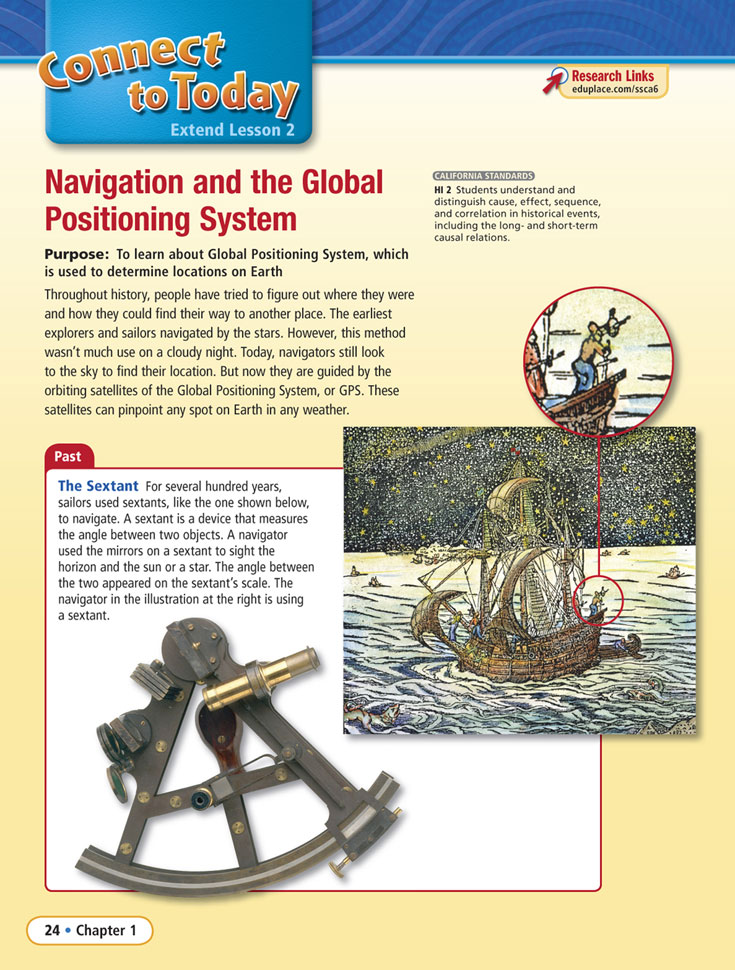 Connect
to Today
Extend Lesson 2
Research Links
eduplace.com/ssca6
Navigation and the Global
Positioning System
CALIFORNIA STANDARDS
HI 2 Students understand and
distinguish cause, effect, sequence,
and correlation in historical events,
including the long- and short-term
causal relations.
Purpose: To learn about Global Positioning System, which
is used to determine locations on Earth
Throughout history, people have tried to figure out where they were
and how they could find their way to another place. The earliest
explorers and sailors navigated by the stars. However, this method
wasn't much use on a cloudy night. Today, navigators still look
to the sky to find their location. But now they are guided by the
orbiting satellites of the Global Positioning System, or GPS. These
satellites can pinpoint any spot on Earth in any weather.
Past
The Sextant For several hundred years,
sailors used sextants, like the one shown below,
to navigate. A sextant is a device that measures
the angle between two objects. A navigator
used the mirrors on a sextant to sight the
horizon and the sun or a star. The angle between
the two appeared on the sextant's scale. The
navigator in the illustration at the right is using
a sextant.
24 • Chapter 1